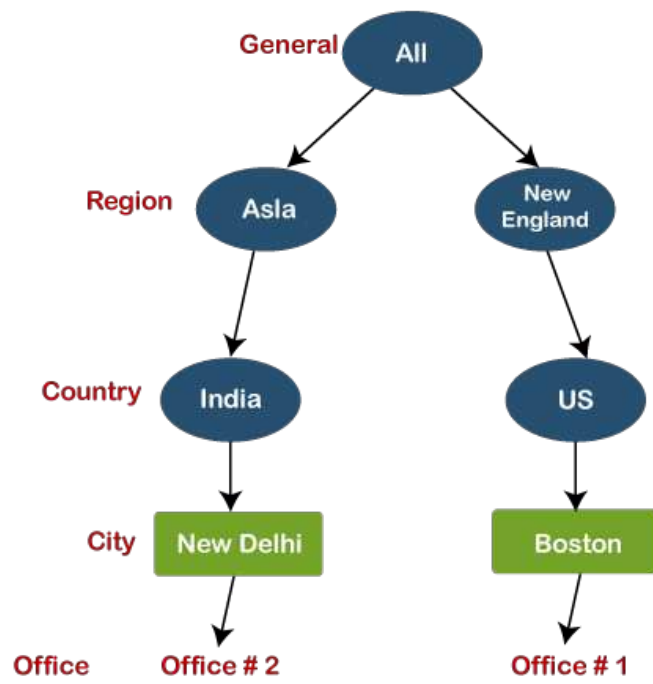 General
All
Region
Asla
New
England
Country
India
US
City
New Delhi
Boston
Office
Office # 2
Office # 1